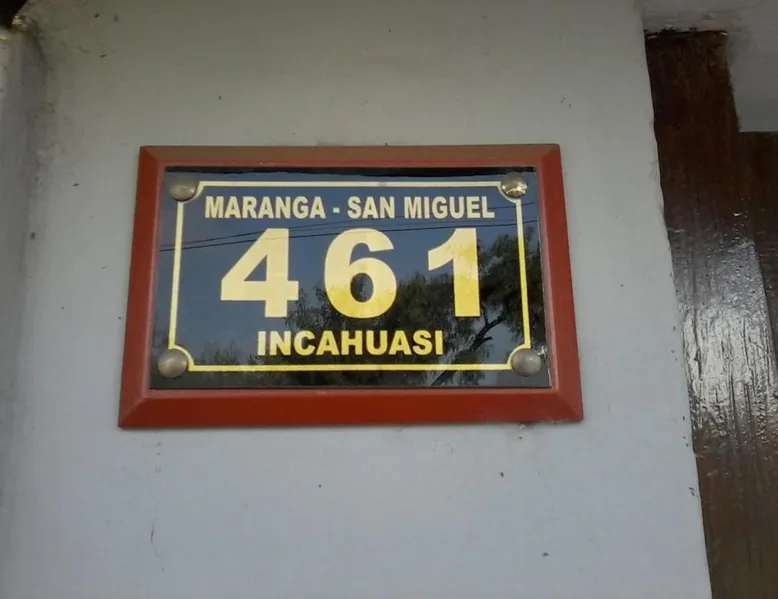 MARANGA - SAN MIGUEL
461
INCAHUASI